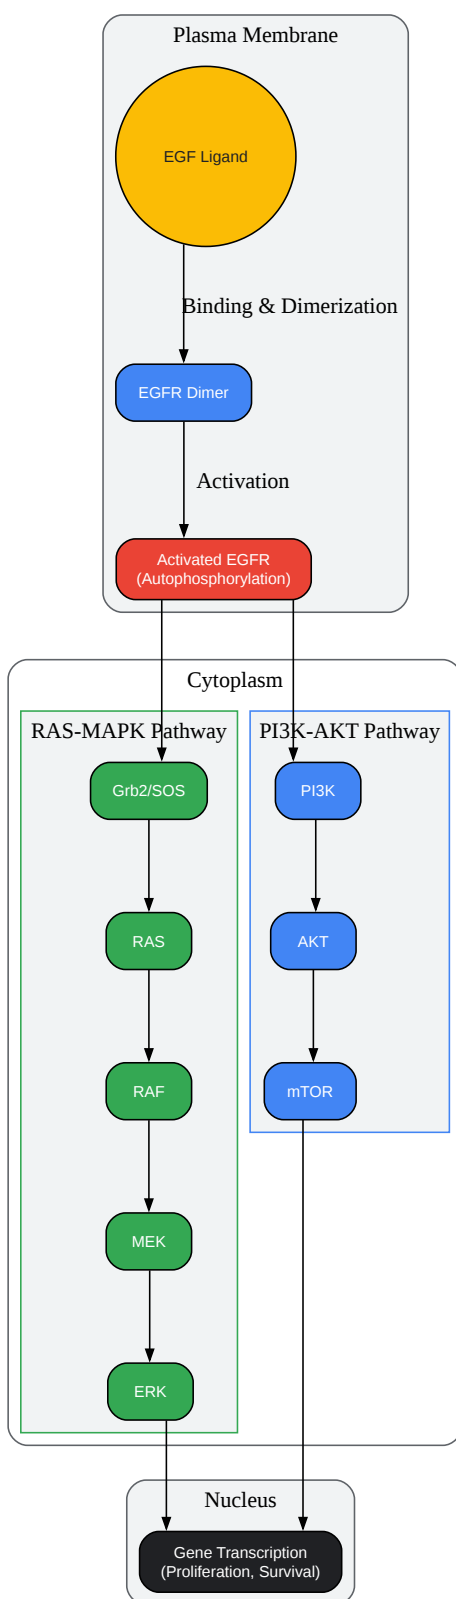 Plasma Membrane
EGF Ligand
Binding & Dimerization
EGFR Dimer
Activation
Activated EGFR
(Autophosphorylation)
Cytoplasm
RAS-MAPK Pathway
PI3K-AKT Pathway
Grb2/SOS
PI3K
RAS
AKT
RAF
mTOR
MEK
ERK
Nucleus
Gene Transcription
(Proliferation, Survival)